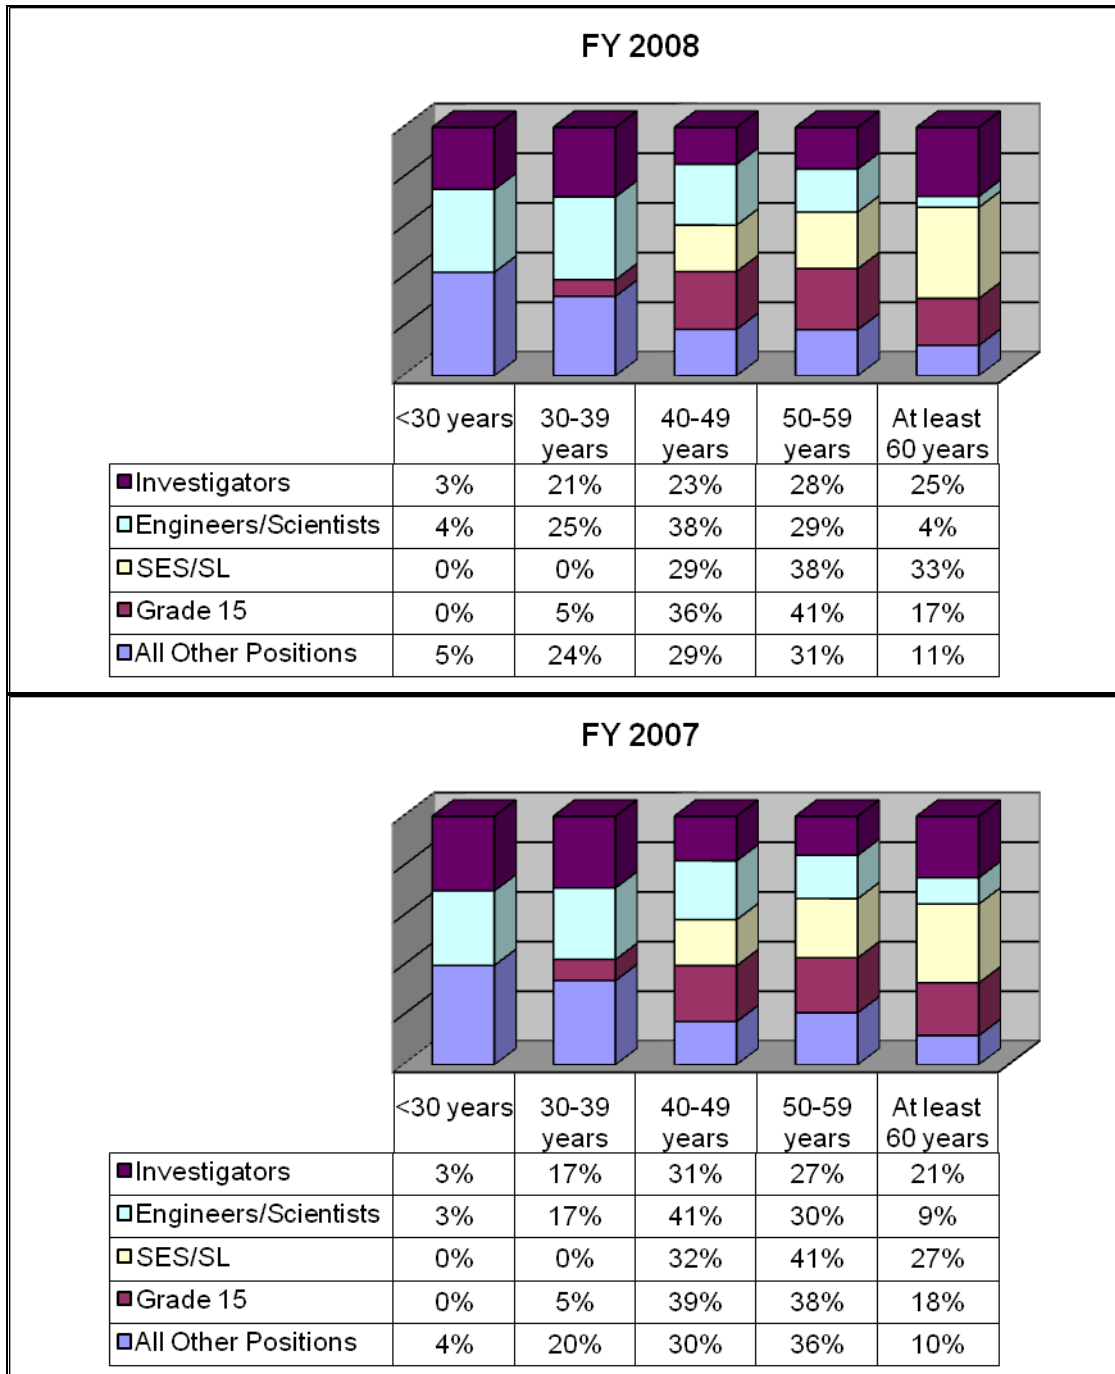 FY 2008
<30 years 30-39 40-49 50-59 At least
years years years 60 years
Investigators 3% 21% 23% 28% 25%
Engineers/Scientists 4% 25% 38% 29% 4%
SES/SL 0% 0% 29% 38% 33%
Grade 15 0% 5% 36% 41% 17%
All Other Positions 5% 24% 29% 31% 11%
FY 2007
<30 years 30-39 40-49 50-59 At least
years years years 60 years
Investigators 3% 17% 31% 27% 21%
Engineers/Scientists 3% 17% 41% 30% 9%
SES/SL 0% 0% 32% 41% 27%
Grade 15 0% 5% 39% 38% 18%
All Other Positions 4% 20% 30% 36% 10%